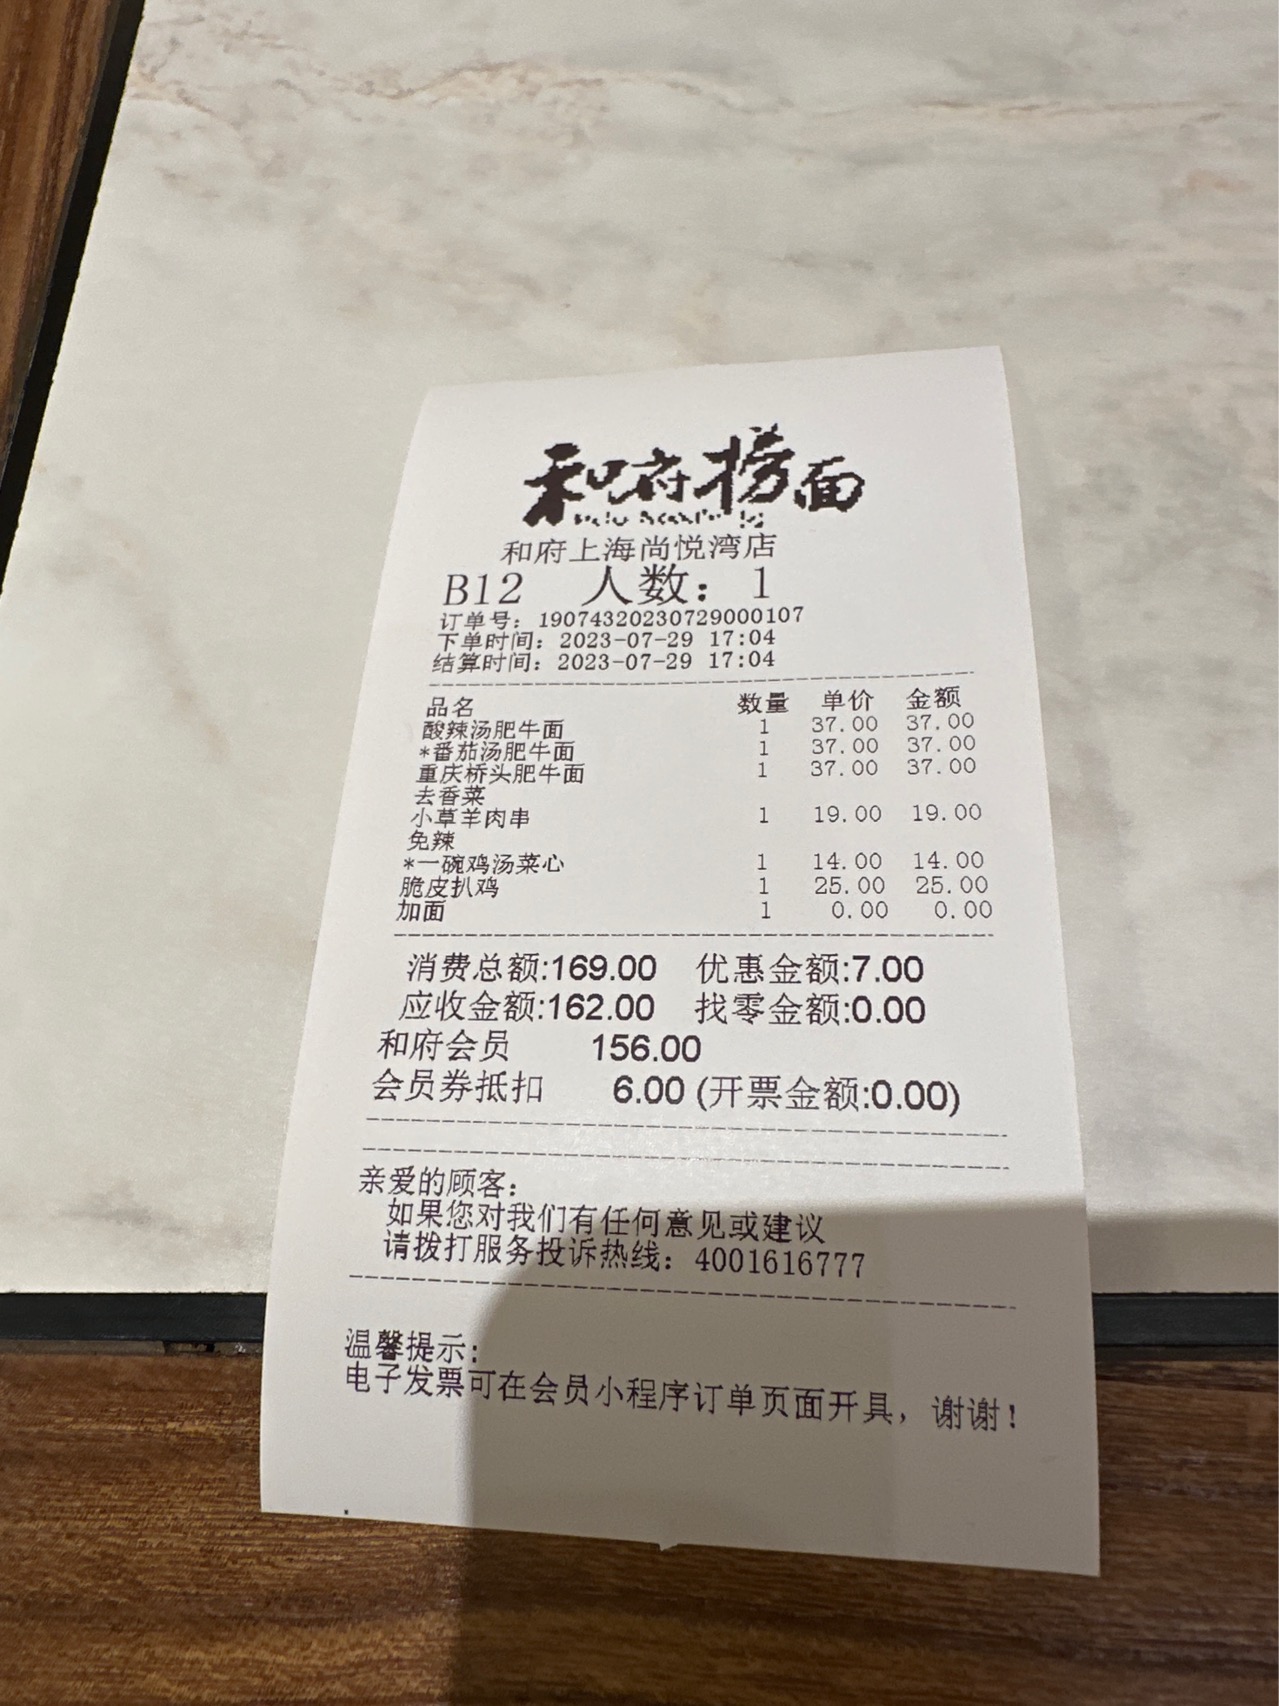 和府捞面
和府上海尚悦湾店
B12 人数：1
订单号：19074320230729000107
下单时间：2023-07-29 17:04
结算时间：2023-07-29 17:04
品名 数量 单价 金额
酸辣汤肥牛面 1 37.00 37.00
*番茄汤肥牛面 1 37.00 37.00
重庆桥头肥牛面 1 37.00 37.00
去香菜
小草羊肉串 1 19.00 19.00
免辣
*一碗鸡汤菜心 1 14.00 14.00
脆皮扒鸡 1 25.00 25.00
加面 1 0.00 0.00
消费总额:169.00 优惠金额:7.00
应收金额:162.00 找零金额:0.00
和府会员 156.00
会员券抵扣 6.00 (开票金额:0.00)
亲爱的顾客：
如果您对我们有任何意见或建议
请拨打服务投诉热线：4001616777
温馨提示：
电子发票可在会员小程序订单页面开具，谢谢！